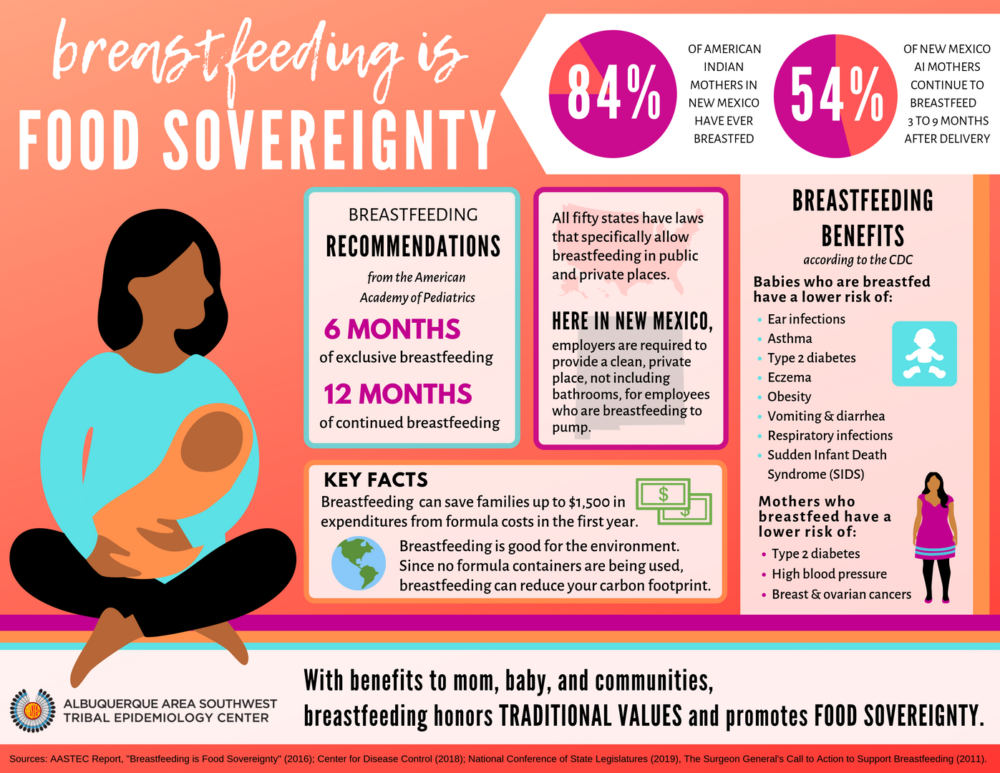 breastfeeding is
FOOD SOVEREIGNTY
84%
OF AMERICAN
INDIAN
MOTHERS IN
NEW MEXICO
HAVE EVER
BREASTFED
54%
OF NEW MEXICO
AI MOTHERS
CONTINUE TO
BREASTFEED
3 TO 9 MONTHS
AFTER DELIVERY
BREASTFEEDING
RECOMMENDATIONS
from the American
Academy of Pediatrics
6 MONTHS
of exclusive breastfeeding
12 MONTHS
of continued breastfeeding
All fifty states have laws
that specifically allow
breastfeeding in public
and private places.
HERE IN NEW MEXICO,
employers are required to
provide a clean, private
place, not including
bathrooms, for employees
who are breastfeeding to
pump.
KEY FACTS
Breastfeeding can save families up to $1,500 in
expenditures from formula costs in the first year.
$
$
Breastfeeding is good for the environment.
Since no formula containers are being used,
breastfeeding can reduce your carbon footprint.
BREASTFEEDING
BENEFITS
according to the CDC
Babies who are breastfed
have a lower risk of:
• Ear infections
• Asthma
• Type 2 diabetes
• Eczema
• Obesity
• Vomiting & diarrhea
• Respiratory infections
• Sudden Infant Death
Syndrome (SIDS)
Mothers who
breastfeed have a
lower risk of:
• Type 2 diabetes
• High blood pressure
• Breast & ovarian cancers
ALBUQUERQUE AREA SOUTHWEST
TRIBAL EPIDEMIOLOGY CENTER
With benefits to mom, baby, and communities,
breastfeeding honors TRADITIONAL VALUES and promotes FOOD SOVEREIGNTY.
Sources: AASTEC Report, "Breastfeeding is Food Sovereignty" (2016); Center for Disease Control (2018); National Conference of State Legislatures (2019), The Surgeon General's Call to Action to Support Breastfeeding (2011).